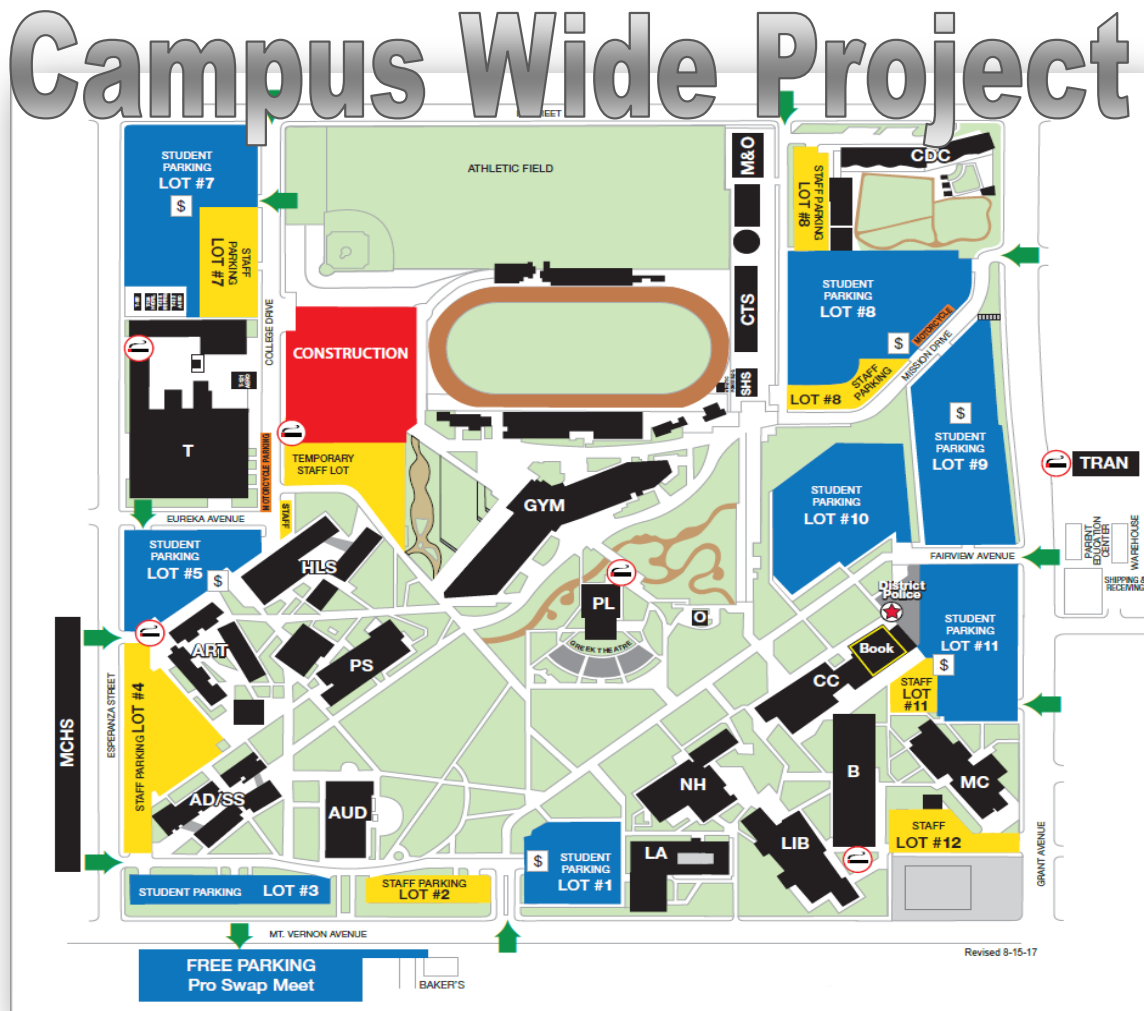 Campus Wide Project
STREET
STUDENT
PARKING
LOT #7
$
STAFF
PARKING
LOT #7
COLLEGE DRIVE
ATHLETIC FIELD
M&O
STAFF PARKING
LOT #8
CDC
STUDENT
PARKING
LOT #8
$
MOTORCYCLE
MISSION DRIVE
STAFF
PARKING
LOT #8
CTS
SHS
CONSTRUCTION
TEMPORARY
STAFF LOT
MOTORCYCLE PARKING
T
STAFF
EUREKA AVENUE
$
STUDENT
PARKING
LOT #9
TRAN
STUDENT
PARKING
LOT #10
GYM
FAIRVIEW AVENUE
PARENT
EDUCATION
CENTER
WAREHOUSE
SHIPPING &
RECEIVING
STUDENT
PARKING
LOT #5
$
HLS
PL
GREEK THEATRE
O
District
Police
Book
STUDENT
PARKING
LOT #11
$
STAFF
LOT
#11
CC
ART
PS
MCHS
ESPERANZA STREET
STAFF PARKING LOT #4
AD/SS
AUD
NH
B
MC
LIB
LA
STAFF
LOT #12
GRANT AVENUE
$
STUDENT
PARKING
LOT #1
STUDENT PARKING LOT #3
STAFF PARKING
LOT #2
MT. VERNON AVENUE
Revised 8-15-17
FREE PARKING
Pro Swap Meet
BAKER'S